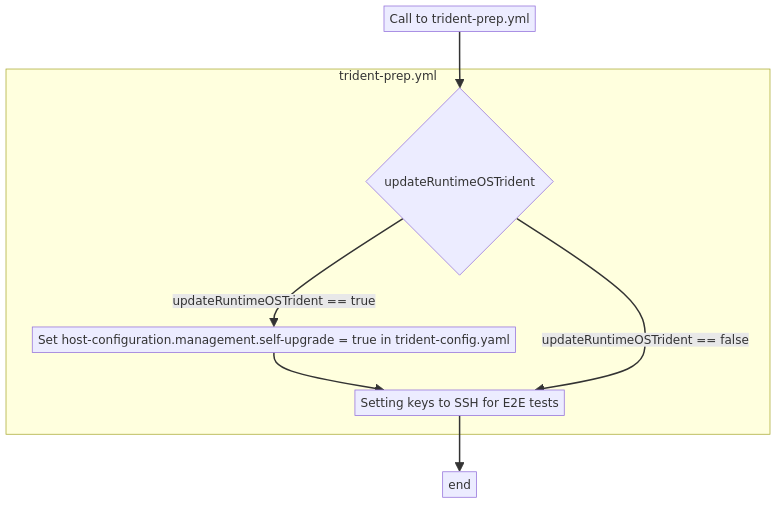 Call to trident-prep.yml
trident-prep.yml
updateRuntimeOSTrident
updateRuntimeOSTrident == true
Set host-configuration.management.self-upgrade = true in trident-config.yaml
updateRuntimeOSTrident == false
Setting keys to SSH for E2E tests
end